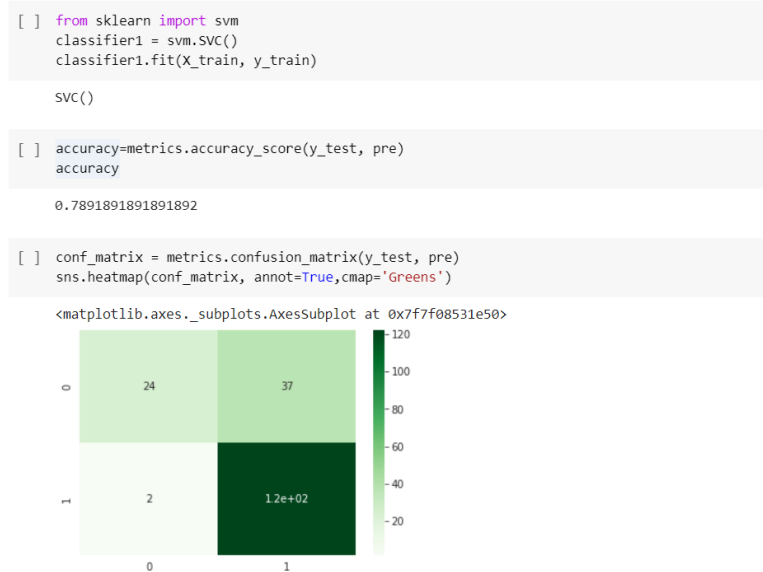 [ ] from sklearn import svm
classifier1 = svm.SVC()
classifier1.fit(X_train, y_train)
SVC()
[ ] accuracy=metrics.accuracy_score(y_test, pre)
accuracy
0.7891891891891892
[ ] conf_matrix = metrics.confusion_matrix(y_test, pre)
sns.heatmap(conf_matrix, annot=True,cmap='Greens')
<matplotlib.axes._subplots.AxesSubplot at 0x7f7f08531e50>
120
0 24 37
100
80
60
1 2 1.2e+02
40
20
0 1